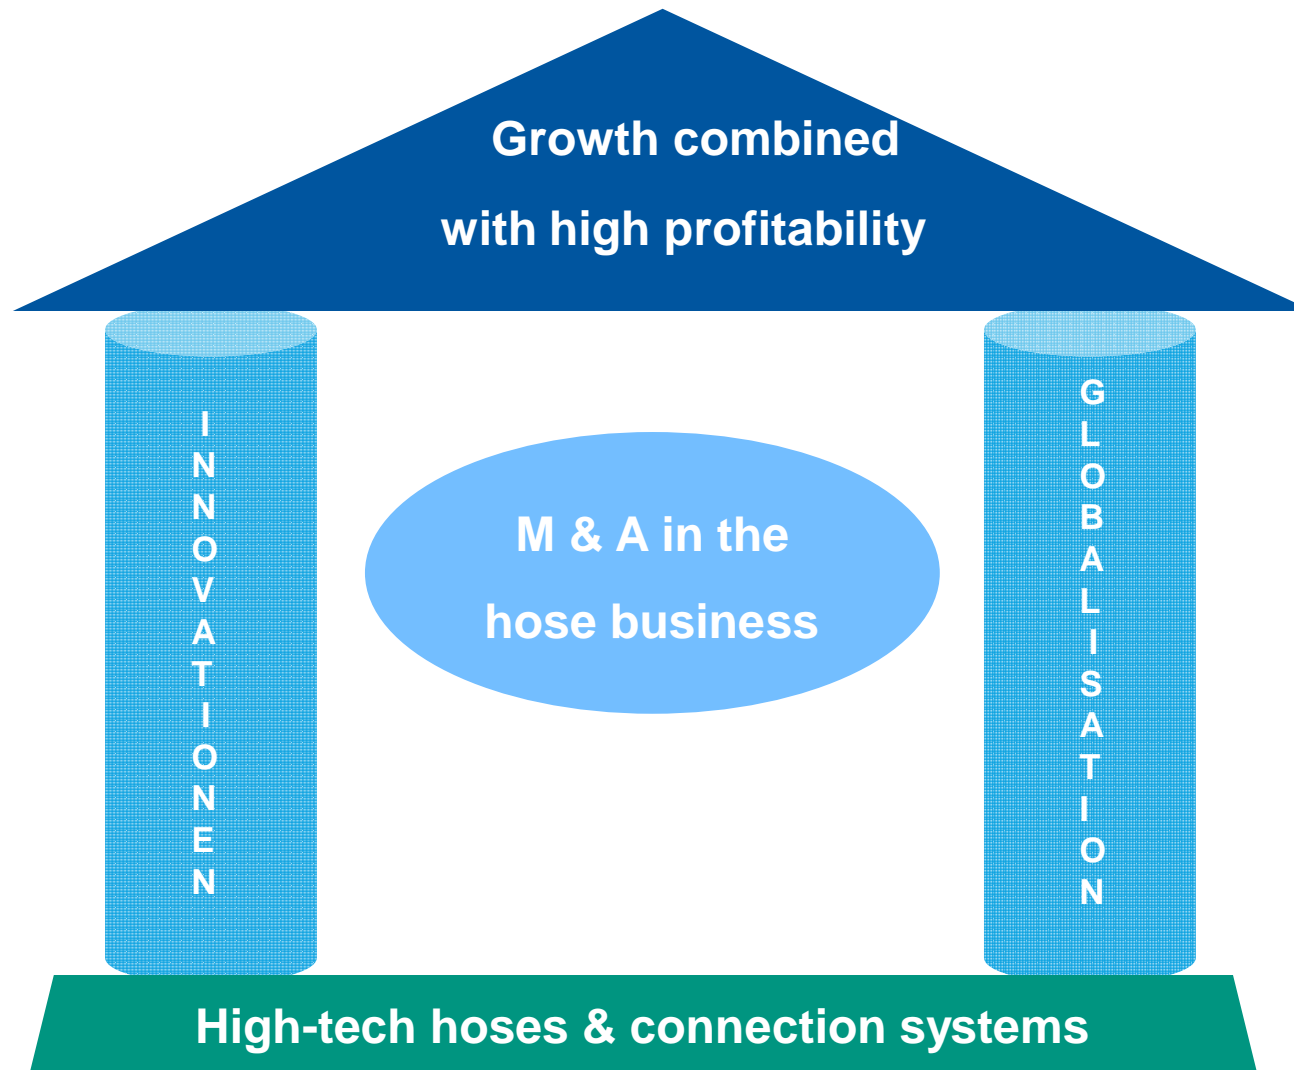 Growth combined
with high profitability
INNOVATIONEN
M & A in the
hose business
GLOBALISATION
High-tech hoses & connection systems